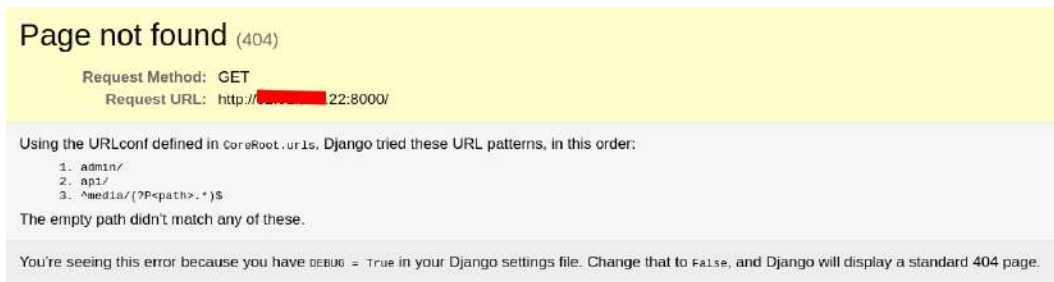 Page not found (404)
Request Method: GET
Request URL: http:// .22:8000/
Using the URLconf defined in CoreRoot.urls, Django tried these URL patterns, in this order:
1. admin/
2. api/
3. ^media/(?P<path>.*)$
The empty path didn't match any of these.
You're seeing this error because you have DEBUG = True in your Django settings file. Change that to False, and Django will display a standard 404 page.